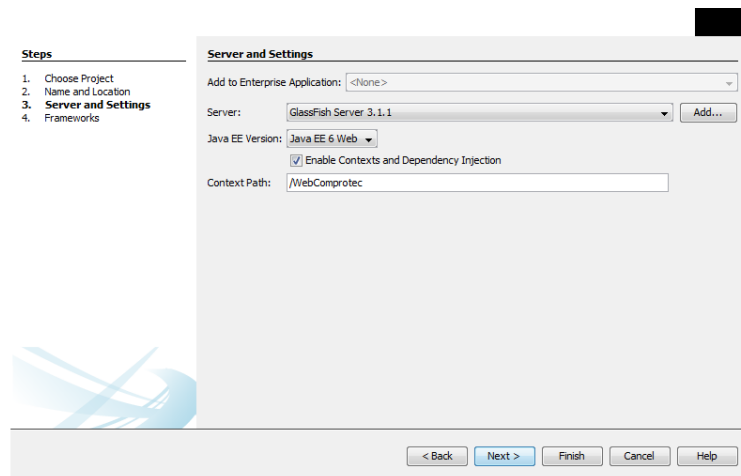 Steps
1. Choose Project
2. Name and Location
3. Server and Settings
4. Frameworks
Server and Settings
Add to Enterprise Application: <None>
Server: GlassFish Server 3.1.1 Add...
Java EE Version: Java EE 6 Web
Enable Contexts and Dependency Injection
Context Path: /WebComprotec
< Back Next > Finish Cancel Help